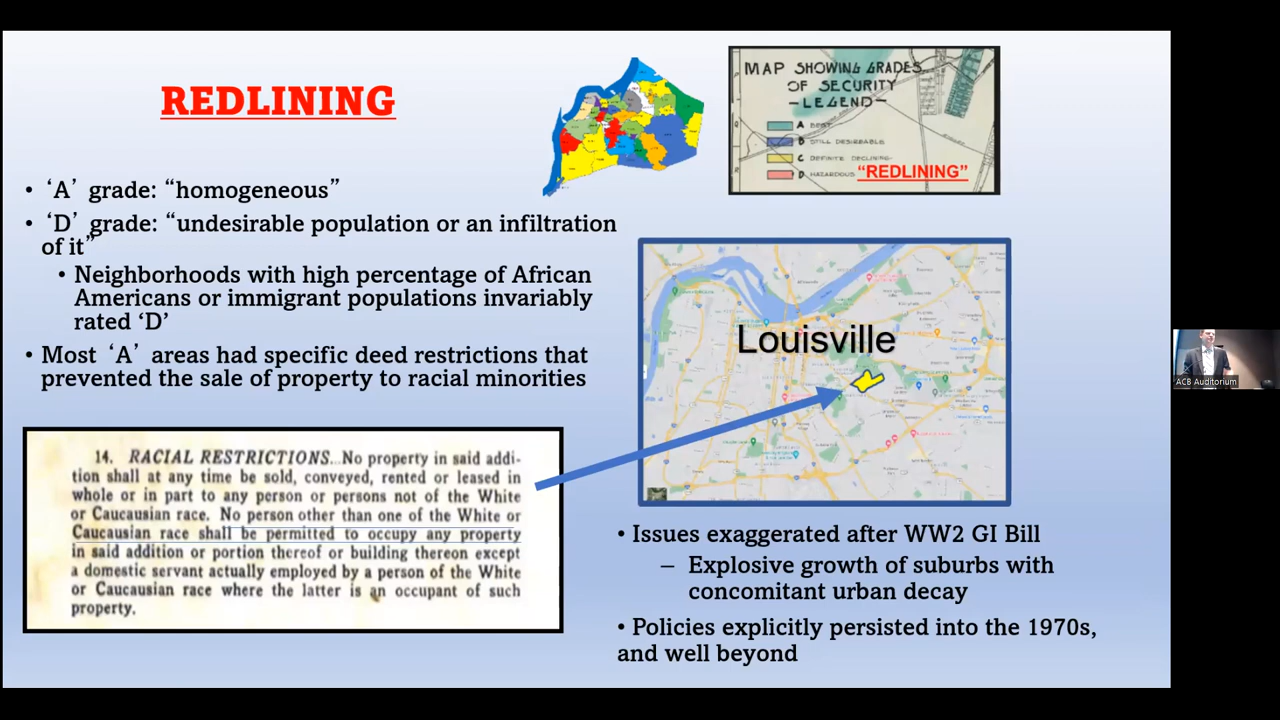 REDLINING
• ‘A’ grade: “homogeneous”
• ‘D’ grade: “undesirable population or an infiltration
of it”
• Neighborhoods with high percentage of African
Americans or immigrant populations invariably
rated ‘D’
• Most ‘A’ areas had specific deed restrictions that
prevented the sale of property to racial minorities
14. RACIAL RESTRICTIONS. No property in said addi-
tion shall at any time be sold, conveyed, rented or leased in
whole or in part to any person or persons not of the White
or Caucausian race. No person other than one of the White or
Caucausian race shall be permitted to occupy any property
in said addition or portion thereof or building thereon except
a domestic servant actually employed by a person of the White
or Caucausian race where the latter is an occupant of such
property.
MAP SHOWING GRADES
OF SECURITY
–LEGEND–
A BEST
B STILL DESIREABLE
C DEFINITE DECLINING
D HAZARDOUS “REDLINING”
Louisville
• Issues exaggerated after WW2 GI Bill
– Explosive growth of suburbs with
concomitant urban decay
• Policies explicitly persisted into the 1970s,
and well beyond
ACB Auditorium